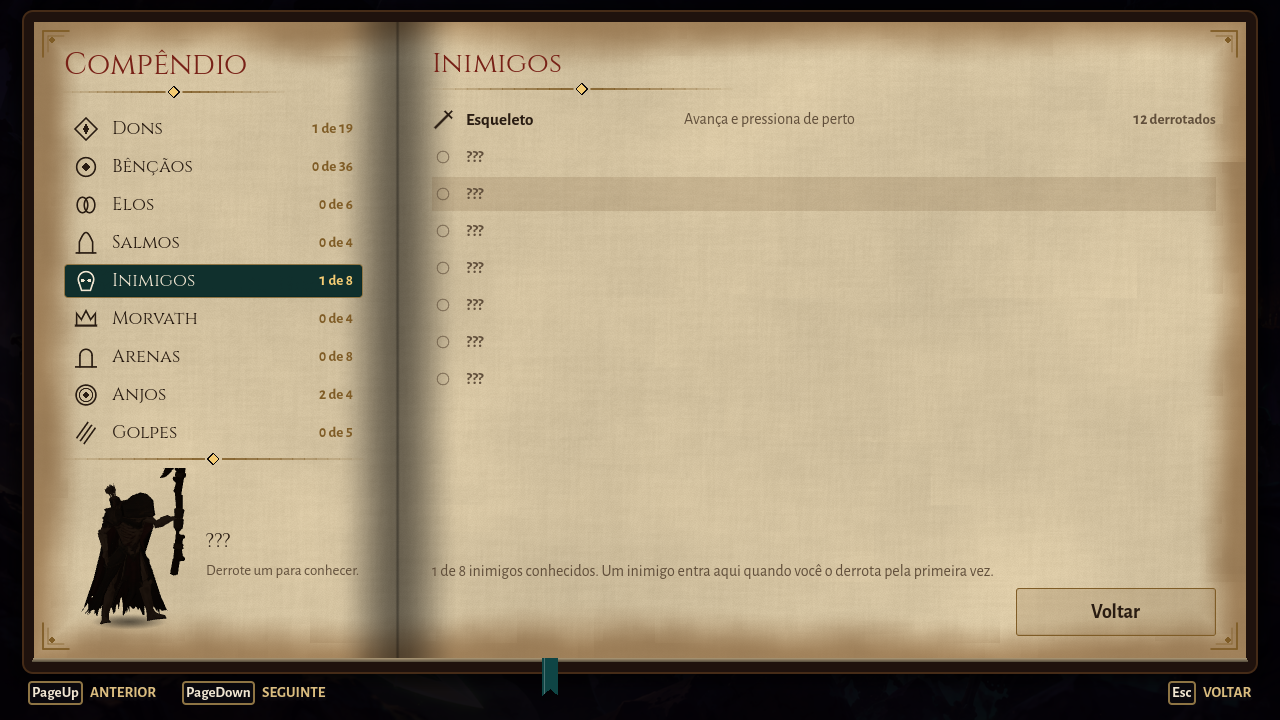 Compêndio
Dons 1 de 19
Bênçãos 0 de 36
Elos 0 de 6
Salmos 0 de 4
Inimigos 1 de 8
Morvath 0 de 4
Arenas 0 de 8
Anjos 2 de 4
Golpes 0 de 5
???
Derrote um para conhecer.
Inimigos
Esqueleto Avança e pressiona de perto 12 derrotados
???
???
???
???
???
???
???
1 de 8 inimigos conhecidos. Um inimigo entra aqui quando você o derrota pela primeira vez.
Voltar
PageUp ANTERIOR PageDown SEGUINTE Esc VOLTAR